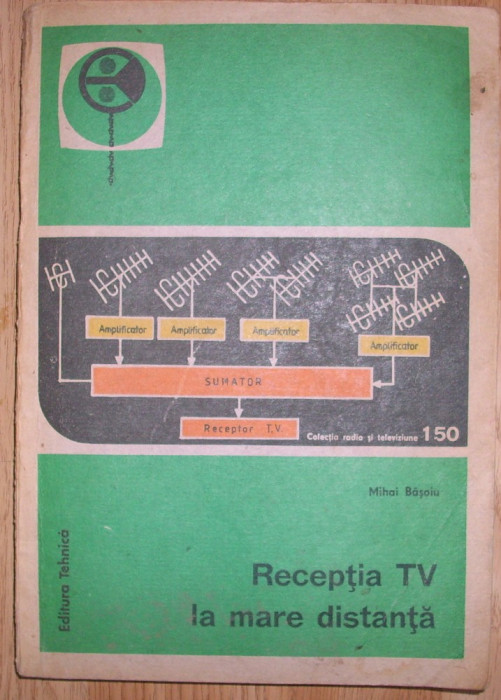 Amplificator
Amplificator
Amplificator
Amplificator
SUMATOR
Receptor T.V.
Colecția radio și televiziune 150
Mihai Bășoiu
Editura Tehnică
Recepția TV
la mare distanță